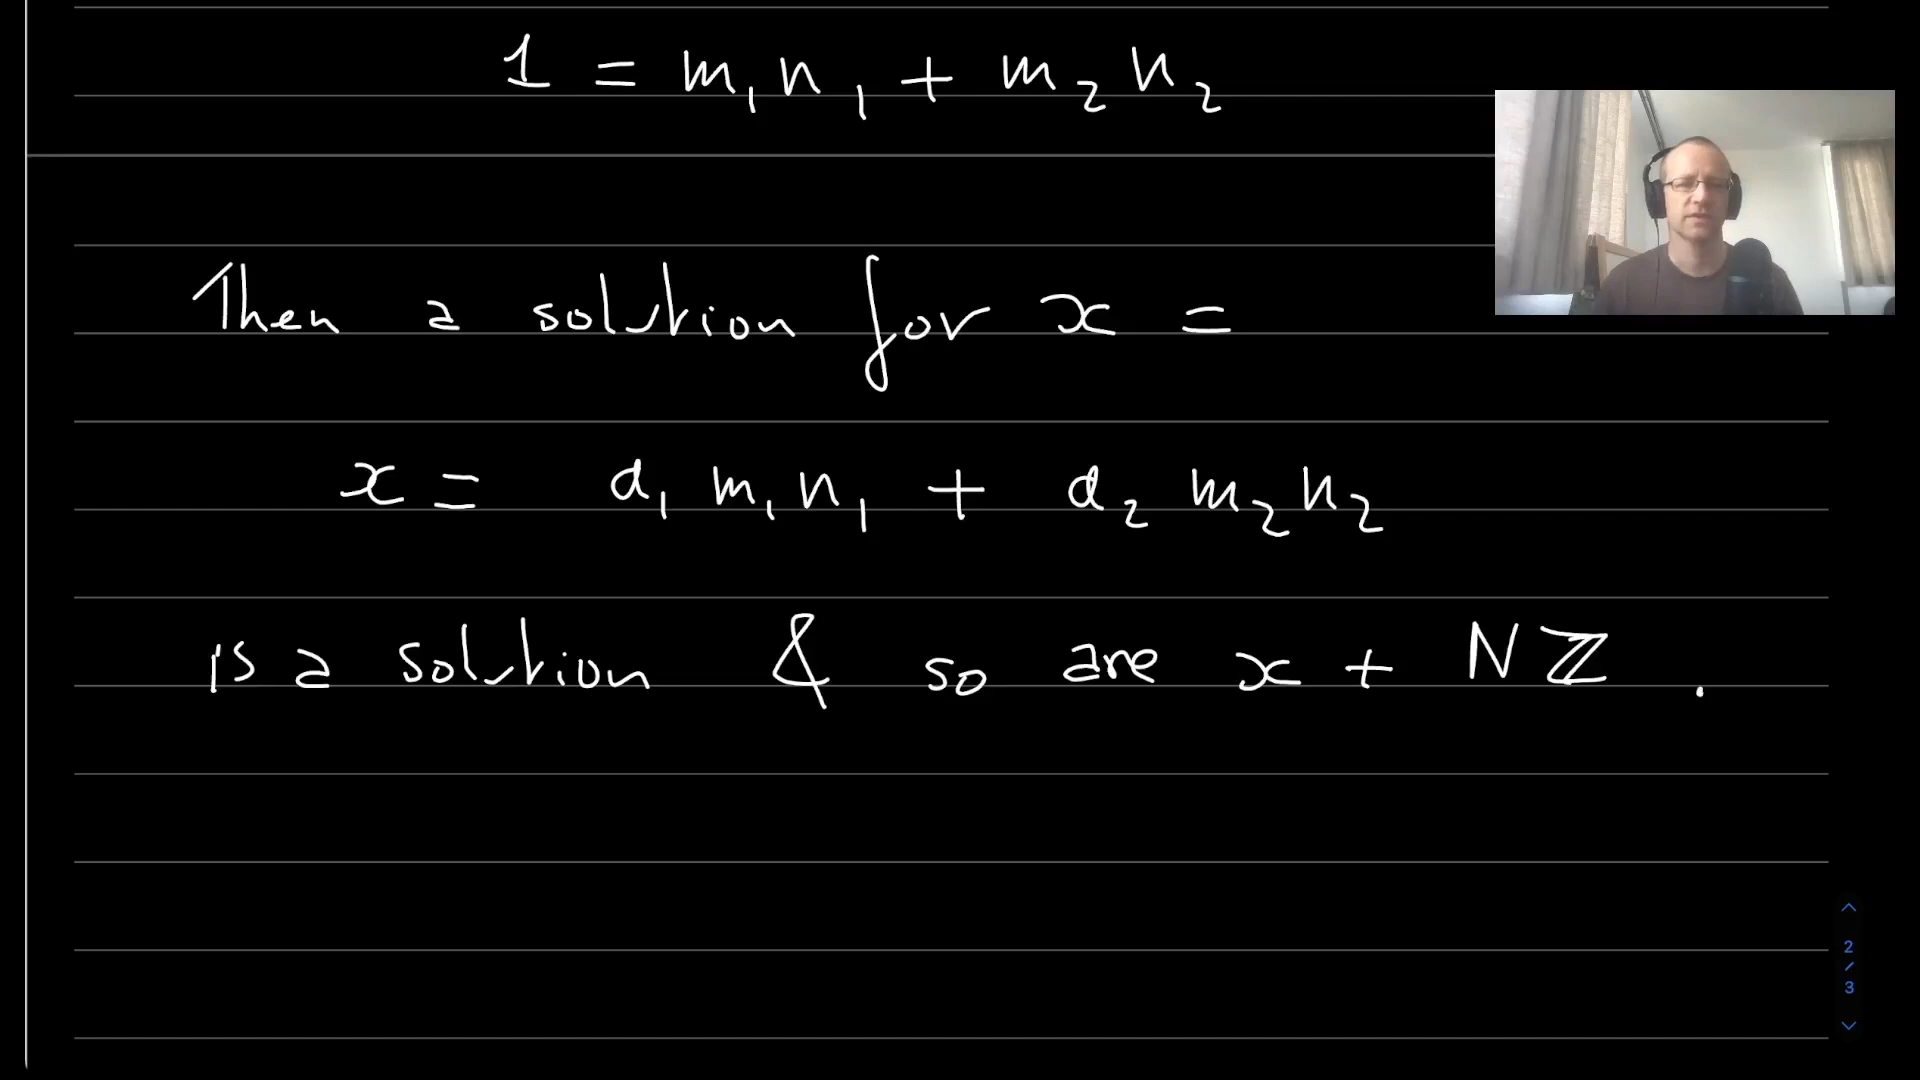 1 = m₁n₁ + m₂n₂
Then a solution for x =
x = a₁ m₁n₁ + a₂ m₂n₂
is a solution & so are x + Nℤ .
2
/
3